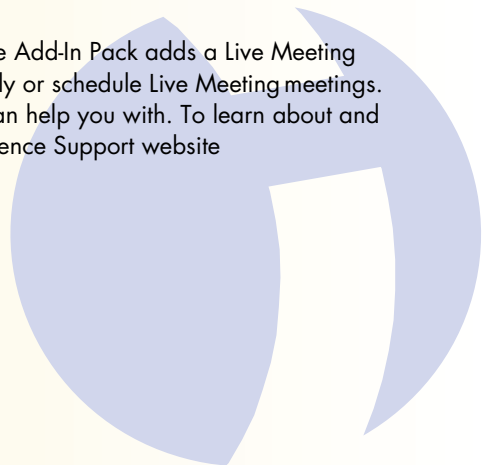 e Add-In Pack adds a Live Meeting
ly or schedule Live Meeting meetings.
an help you with. To learn about and
ence Support website